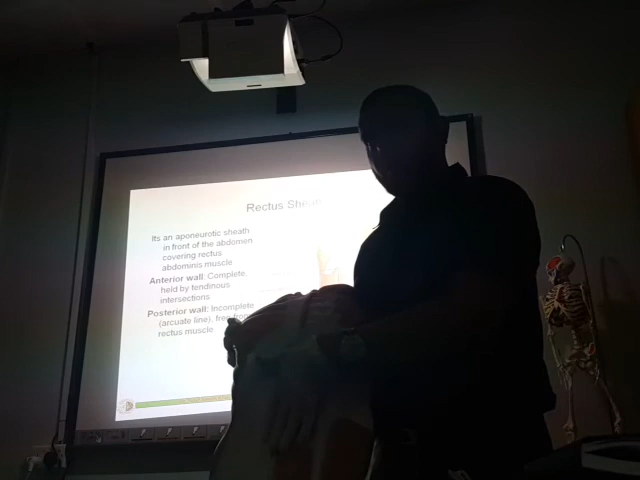 Rectus Sheath
Its an aponeurotic sheath
in front of the abdomen
covering rectus
abdominis muscle
Anterior wall: Complete,
held by tendinous
intersections
Posterior wall: Incomplete
(arcuate line), free from
rectus muscle